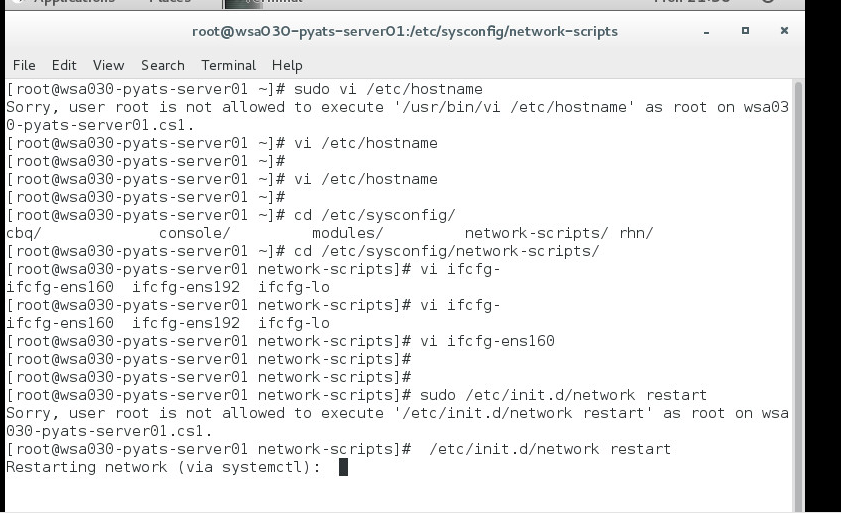 Applications Places Terminal
root@wsa030-pyats-server01:/etc/sysconfig/network-scripts
File Edit View Search Terminal Help
[root@wsa030-pyats-server01 ~]# sudo vi /etc/hostname
Sorry, user root is not allowed to execute '/usr/bin/vi /etc/hostname' as root on wsa03
0-pyats-server01.cs1.
[root@wsa030-pyats-server01 ~]# vi /etc/hostname
[root@wsa030-pyats-server01 ~]#
[root@wsa030-pyats-server01 ~]# vi /etc/hostname
[root@wsa030-pyats-server01 ~]#
[root@wsa030-pyats-server01 ~]# cd /etc/sysconfig/
cbq/ console/ modules/ network-scripts/ rhn/
[root@wsa030-pyats-server01 ~]# cd /etc/sysconfig/network-scripts/
[root@wsa030-pyats-server01 network-scripts]# vi ifcfg-
ifcfg-ens160 ifcfg-ens192 ifcfg-lo
[root@wsa030-pyats-server01 network-scripts]# vi ifcfg-
ifcfg-ens160 ifcfg-ens192 ifcfg-lo
[root@wsa030-pyats-server01 network-scripts]# vi ifcfg-ens160
[root@wsa030-pyats-server01 network-scripts]#
[root@wsa030-pyats-server01 network-scripts]#
[root@wsa030-pyats-server01 network-scripts]# sudo /etc/init.d/network restart
Sorry, user root is not allowed to execute '/etc/init.d/network restart' as root on wsa
030-pyats-server01.cs1.
[root@wsa030-pyats-server01 network-scripts]#  /etc/init.d/network restart
Restarting network (via systemctl):